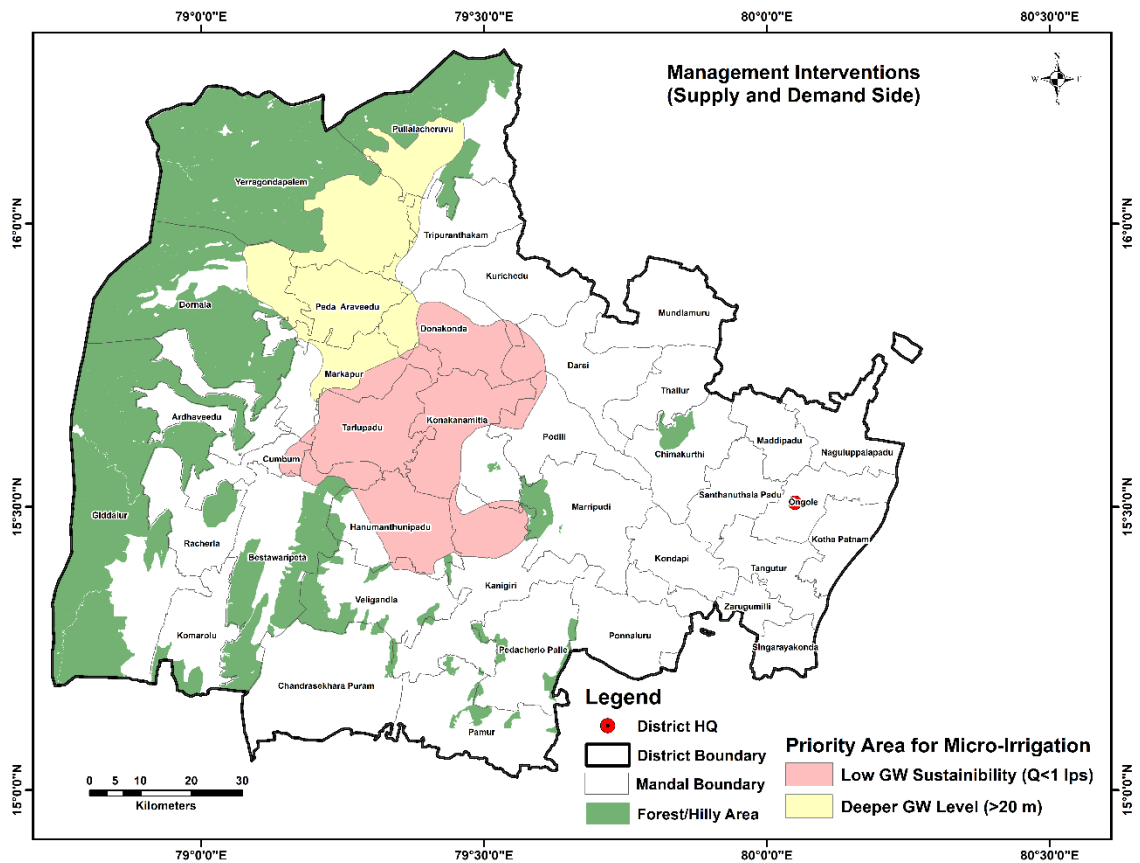 79°0'0"E
79°30'0"E
80°0'0"E
80°30'0"E
Management Interventions
(Supply and Demand Side)
N
W
E
S
16°0'0"N
16°0'0"N
15°30'0"N
15°30'0"N
15°0'0"N
15°0'0"N
Pullalacheruvu
Yerragondapalem
Tripuranthakam
Kurichedu
Dornala
Peda Araveedu
Mundlamuru
Donakonda
Darsi
Markapur
Thallur
Ardhaveedu
Tarlupadu
Konakanamitla
Podili
Maddipadu
Chimakurthi
Naguluppalapadu
Cumbum
Santhanuthala Padu
Ongole
Giddalur
Hanumanthunipadu
Marripudi
Racherla
Kotha Patnam
Bestawaripeta
Kondapi
Tangutur
Kanigiri
Veligandla
Zarugumilli
Komarolu
Ponnaluru
Singarayakonda
Pedacherlo Palle
Chandrasekhara Puram
Pamur
Legend
District HQ
District Boundary
Mandal Boundary
Forest/Hilly Area
Priority Area for Micro-Irrigation
Low GW Sustainibility (Q<1 lps)
Deeper GW Level (>20 m)
0 5 10 20 30
Kilometers
79°0'0"E
79°30'0"E
80°0'0"E
80°30'0"E